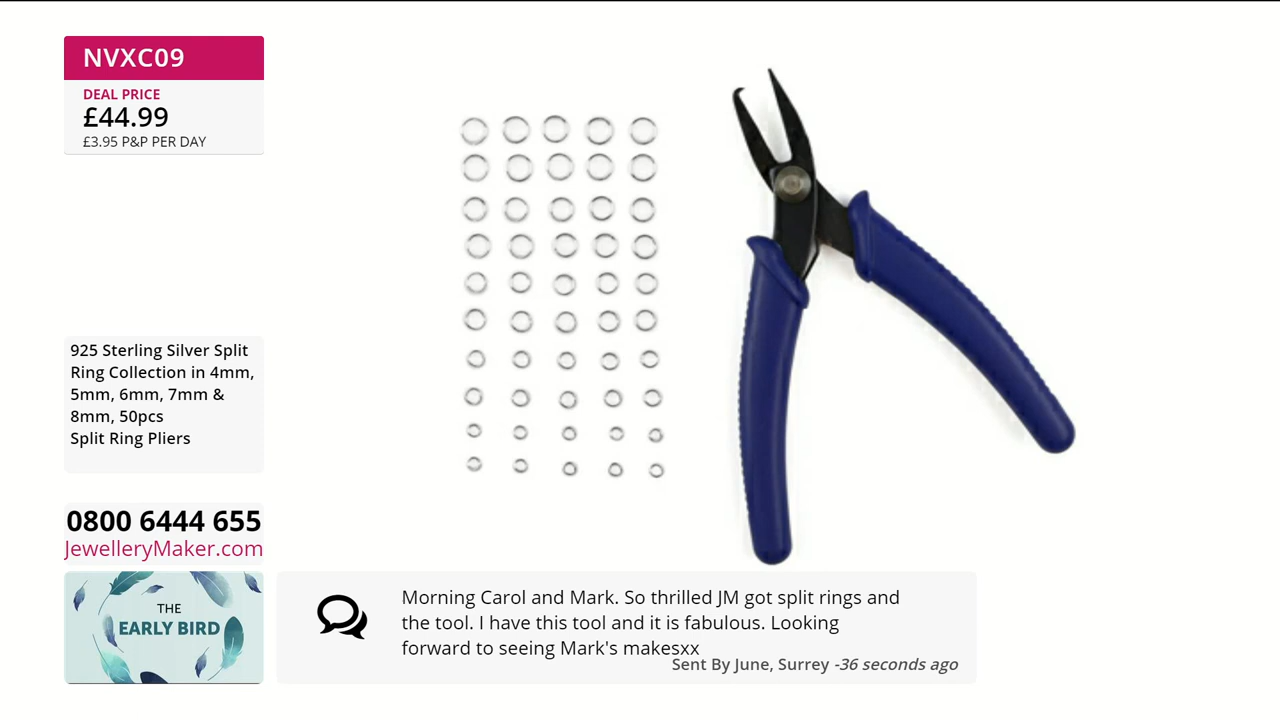 NVXC09
DEAL PRICE
£44.99
£3.95 P&P PER DAY
925 Sterling Silver Split
Ring Collection in 4mm,
5mm, 6mm, 7mm &
8mm, 50pcs
Split Ring Pliers
0800 6444 655
JewelleryMaker.com
THE
EARLY BIRD
Morning Carol and Mark. So thrilled JM got split rings and
the tool. I have this tool and it is fabulous. Looking
forward to seeing Mark's makesxx
Sent By June, Surrey -36 seconds ago